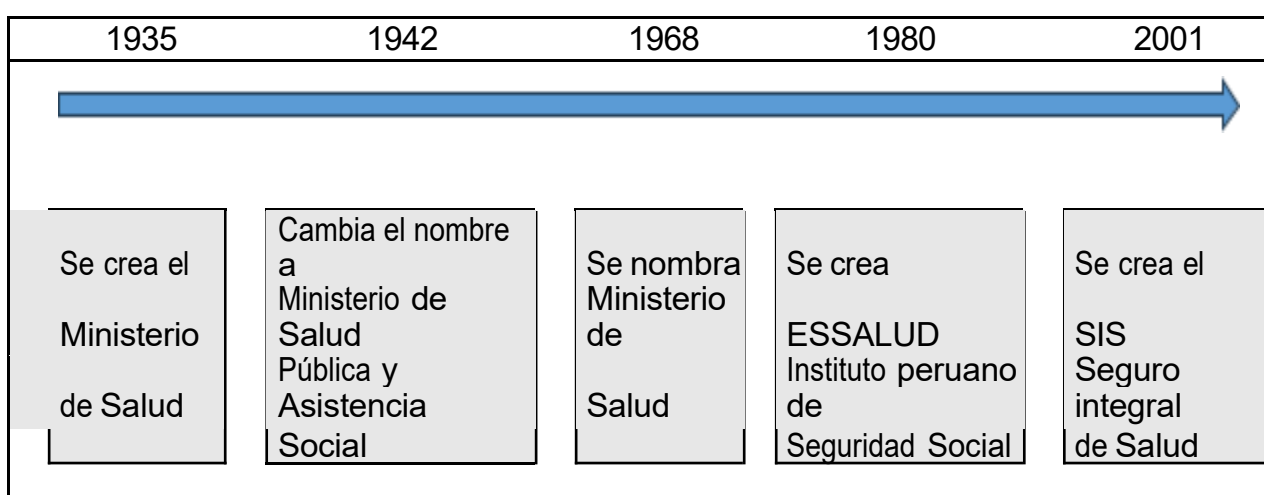 1935 1942 1968 1980 2001
Se crea el
Ministerio
de Salud
Cambia el nombre
a
Ministerio de
Salud
Pública y
Asistencia
Social
Se nombra
Ministerio
de
Salud
Se crea
ESSALUD
Instituto peruano
de
Seguridad Social
Se crea el
SIS
Seguro
integral
de Salud